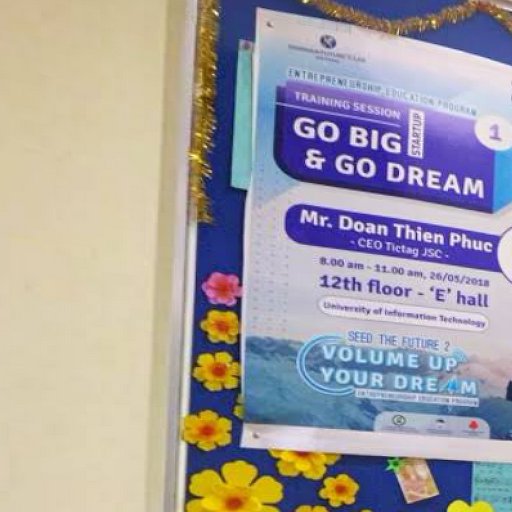 ENTREPRENEURSHIP EDUCATION PROGRAM
TRAINING SESSION 1
GO BIG STARTUP
& GO DREAM
Mr. Doan Thien Phuc
- CEO Tictag JSC -
8.00 am - 11.00 am, 26/05/2018
12th floor - 'E' hall
University of Information Technology
SEED THE FUTURE 2
VOLUME UP
YOUR DREAM
ENTREPRENEURSHIP EDUCATION PROGRAM